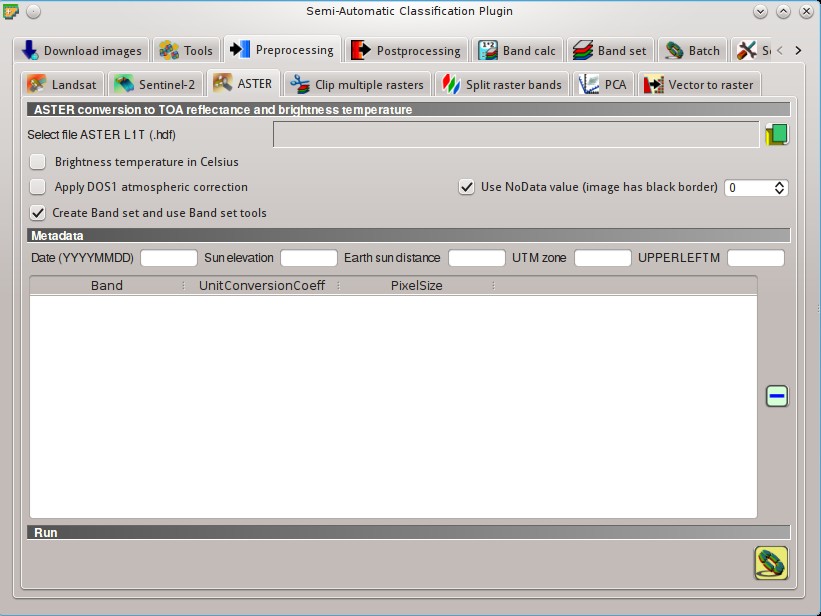 Semi-Automatic Classification Plugin
Download images Tools Preprocessing Postprocessing Band calc Band set Batch
Landsat Sentinel-2 ASTER Clip multiple rasters Split raster bands PCA Vector to raster
ASTER conversion to TOA reflectance and brightness temperature
Select file ASTER L1T (.hdf)
Brightness temperature in Celsius
Apply DOS1 atmospheric correction Use NoData value (image has black border) 0
Create Band set and use Band set tools
Metadata
Date (YYYYMMDD) Sun elevation Earth sun distance UTM zone UPPERLEFTM
Band UnitConversionCoeff PixelSize
Run